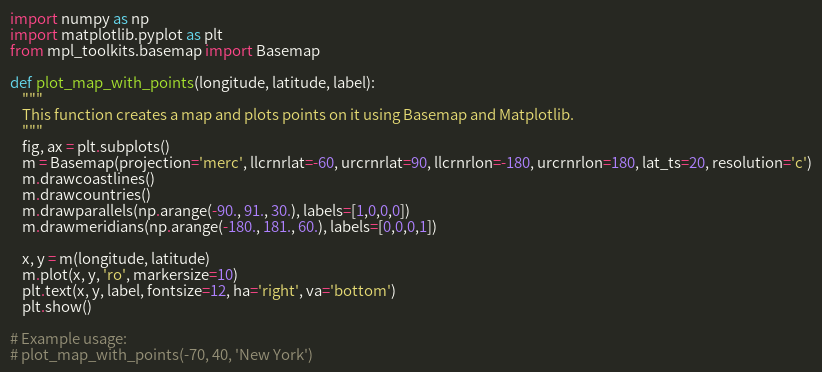 import numpy as np
import matplotlib.pyplot as plt
from mpl_toolkits.basemap import Basemap

def plot_map_with_points(longitude, latitude, label):
    """
    This function creates a map and plots points on it using Basemap and Matplotlib.
    """
    fig, ax = plt.subplots()
    m = Basemap(projection='merc', llcrnrlat=-60, urcrnrlat=90, llcrnrlon=-180, urcrnrlon=180, lat_ts=20, resolution='c')
    m.drawcoastlines()
    m.drawcountries()
    m.drawparallels(np.arange(-90., 91., 30.), labels=[1,0,0,0])
    m.drawmeridians(np.arange(-180., 181., 60.), labels=[0,0,0,1])

    x, y = m(longitude, latitude)
    m.plot(x, y, 'ro', markersize=10)
    plt.text(x, y, label, fontsize=12, ha='right', va='bottom')
    plt.show()

# Example usage:
# plot_map_with_points(-70, 40, 'New York')